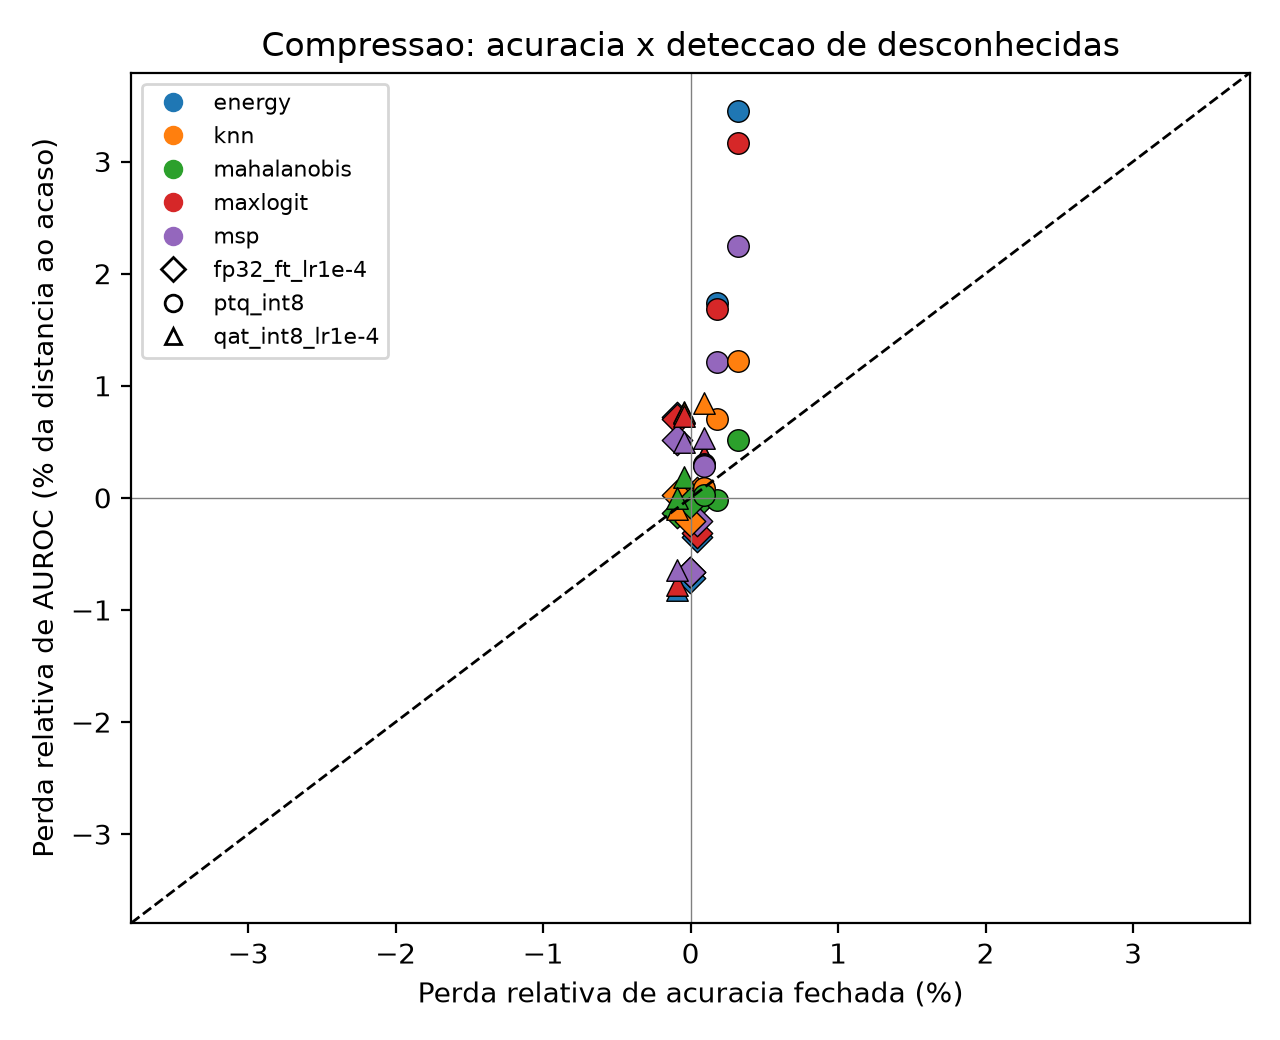 Compressao: acuracia x deteccao de desconhecidas
energy
knn
mahalanobis
maxlogit
msp
fp32_ft_lr1e-4
ptq_int8
qat_int8_lr1e-4
Perda relativa de AUROC (% da distancia ao acaso)
3
2
1
0
−1
−2
−3
−3
−2
−1
0
1
2
3
Perda relativa de acuracia fechada (%)